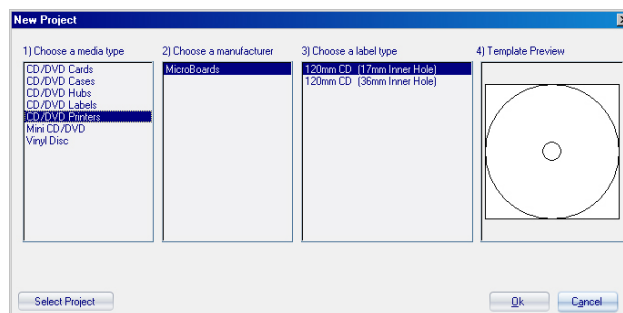 New Project
1) Choose a media type
CD/DVD Cards
CD/DVD Cases
CD/DVD Hubs
CD/DVD Labels
CD/DVD Printers
Mini CD/DVD
Vinyl Disc
2) Choose a manufacturer
MicroBoards
3) Choose a label type
120mm CD (17mm Inner Hole)
120mm CD (36mm Inner Hole)
4) Template Preview
Select Project
Ok
Cancel